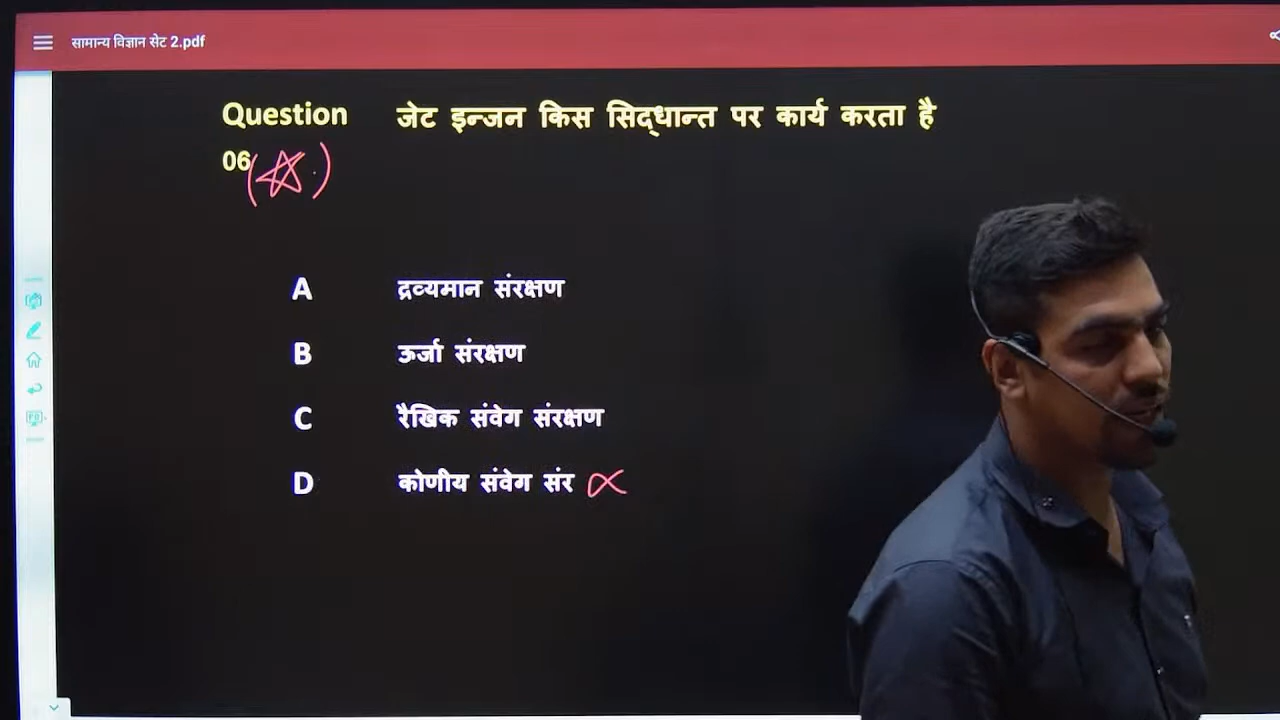 सामान्य विज्ञान सेट 2.pdf
Question जेट इन्जन किस सिद्धान्त पर कार्य करता है
06
A द्रव्यमान संरक्षण
B ऊर्जा संरक्षण
C रैखिक संवेग संरक्षण
D कोणीय संवेग संर